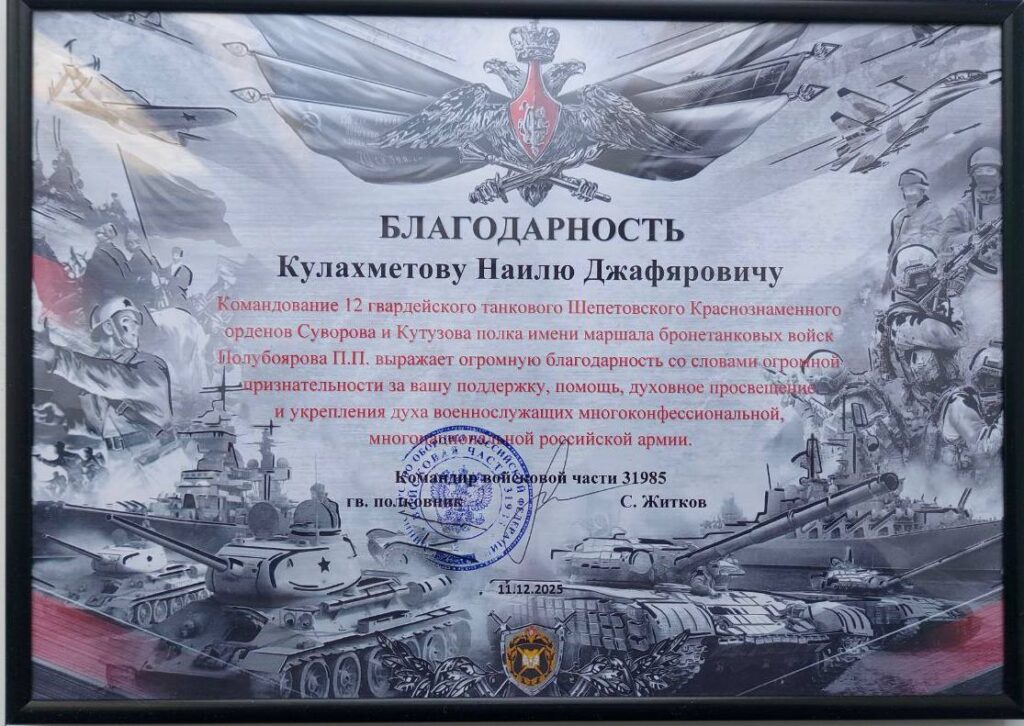 БЛАГОДАРНОСТЬ
Кулахметову Наилю Джафяровичу
Командование 12 гвардейского танкового Шепетовского Краснознаменного
орденов Суворова и Кутузова полка имени маршала бронетанковых войск
Полубоярова П.П. выражает огромную благодарность со словами огромной
признательности за вашу поддержку, помощь, духовное просвещение
и укрепления духа военнослужащих многоконфессиональной,
многонациональной российской армии.
Командир войсковой части 31985
гв. полковник С. Житков
11.12.2025